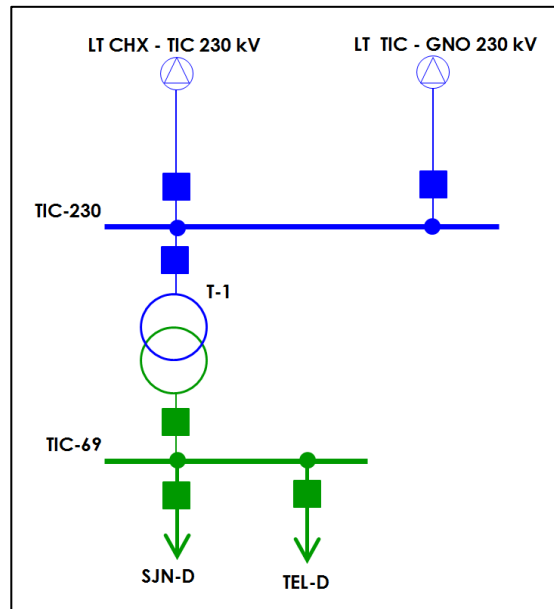 LT CHX - TIC 230 kV
LT TIC - GNO 230 kV
TIC-230
T-1
TIC-69
SJN-D
TEL-D